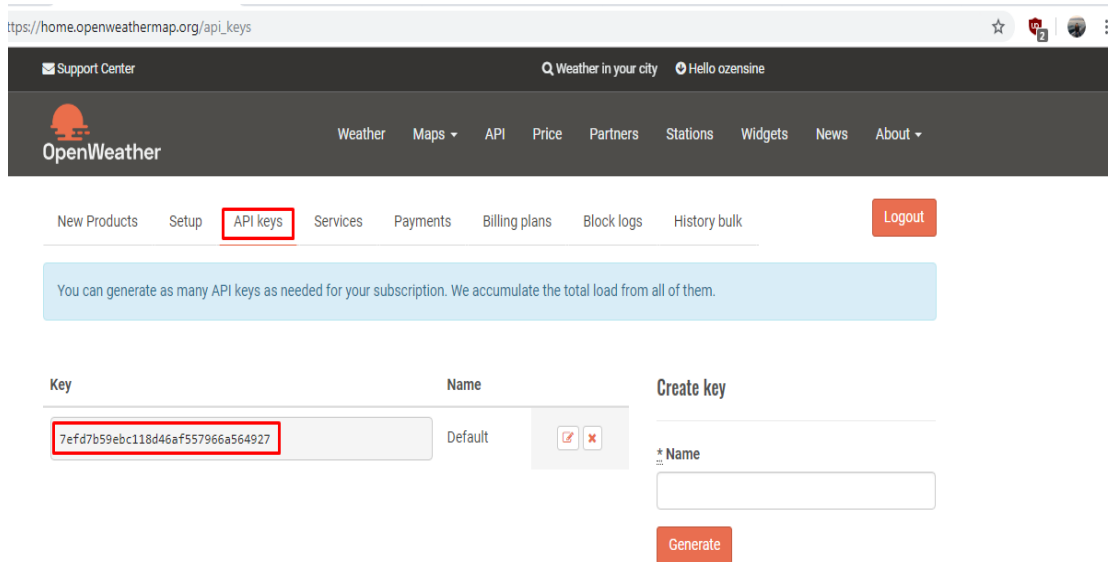 ttps://home.openweathermap.org/api_keys
2
Support Center
Weather in your city
Hello ozensine
OpenWeather
Weather Maps API Price Partners Stations Widgets News About
New Products Setup API keys Services Payments Billing plans Block logs History bulk
Logout
You can generate as many API keys as needed for your subscription. We accumulate the total load from all of them.
Key Name
7efd7b59ebc118d46af557966a564927 Default
Create key
* Name
Generate